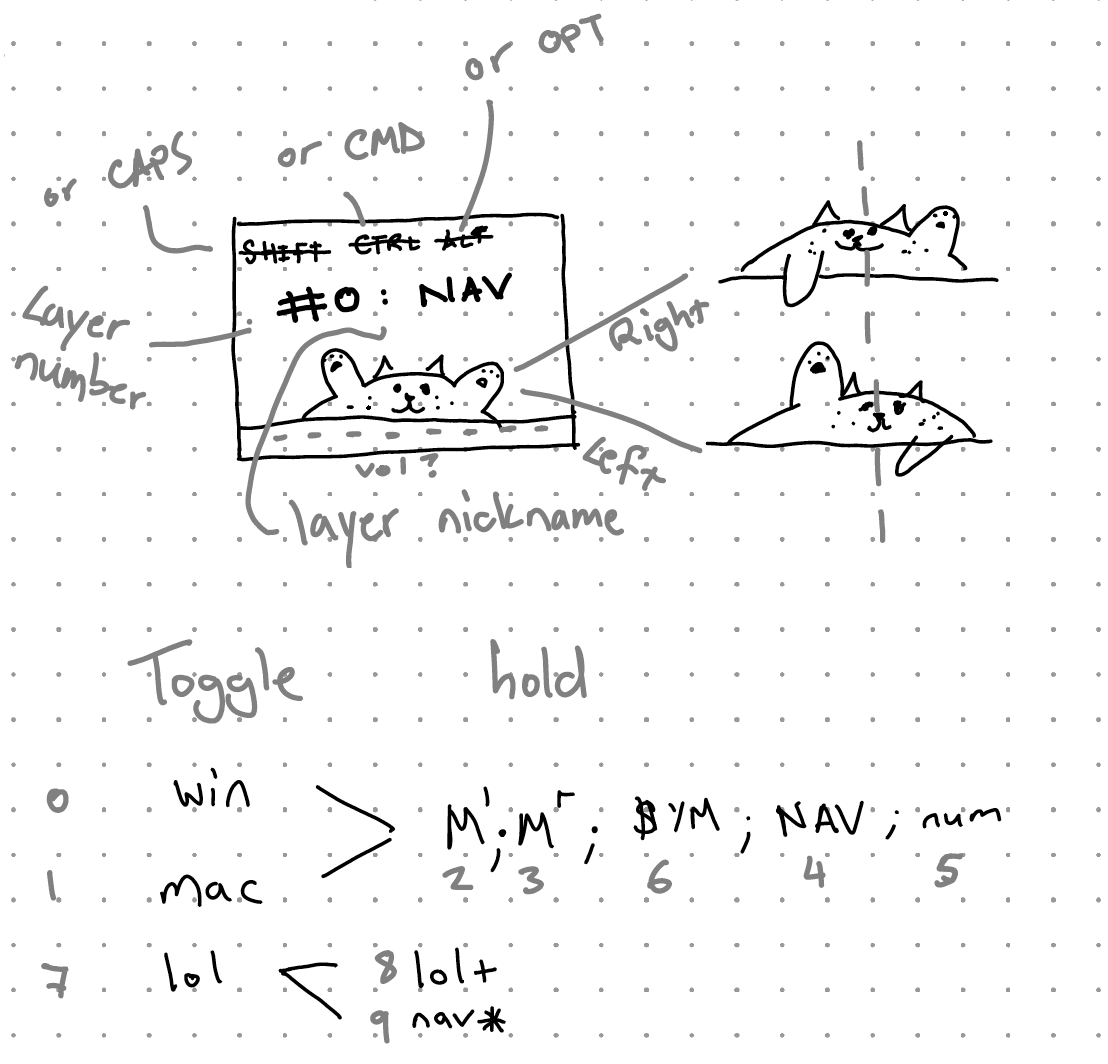 or OPT
or CMD
or CAPS
SHIFT CTRL ALT
#0: NAV
Layer number
Right
Left
vol?
layer nickname
Toggle hold
0 win
M'; Mʳ; $YM; NAV; num
2 3 6 4 5
1 mac
7 lol 8 lol+
9 nav*